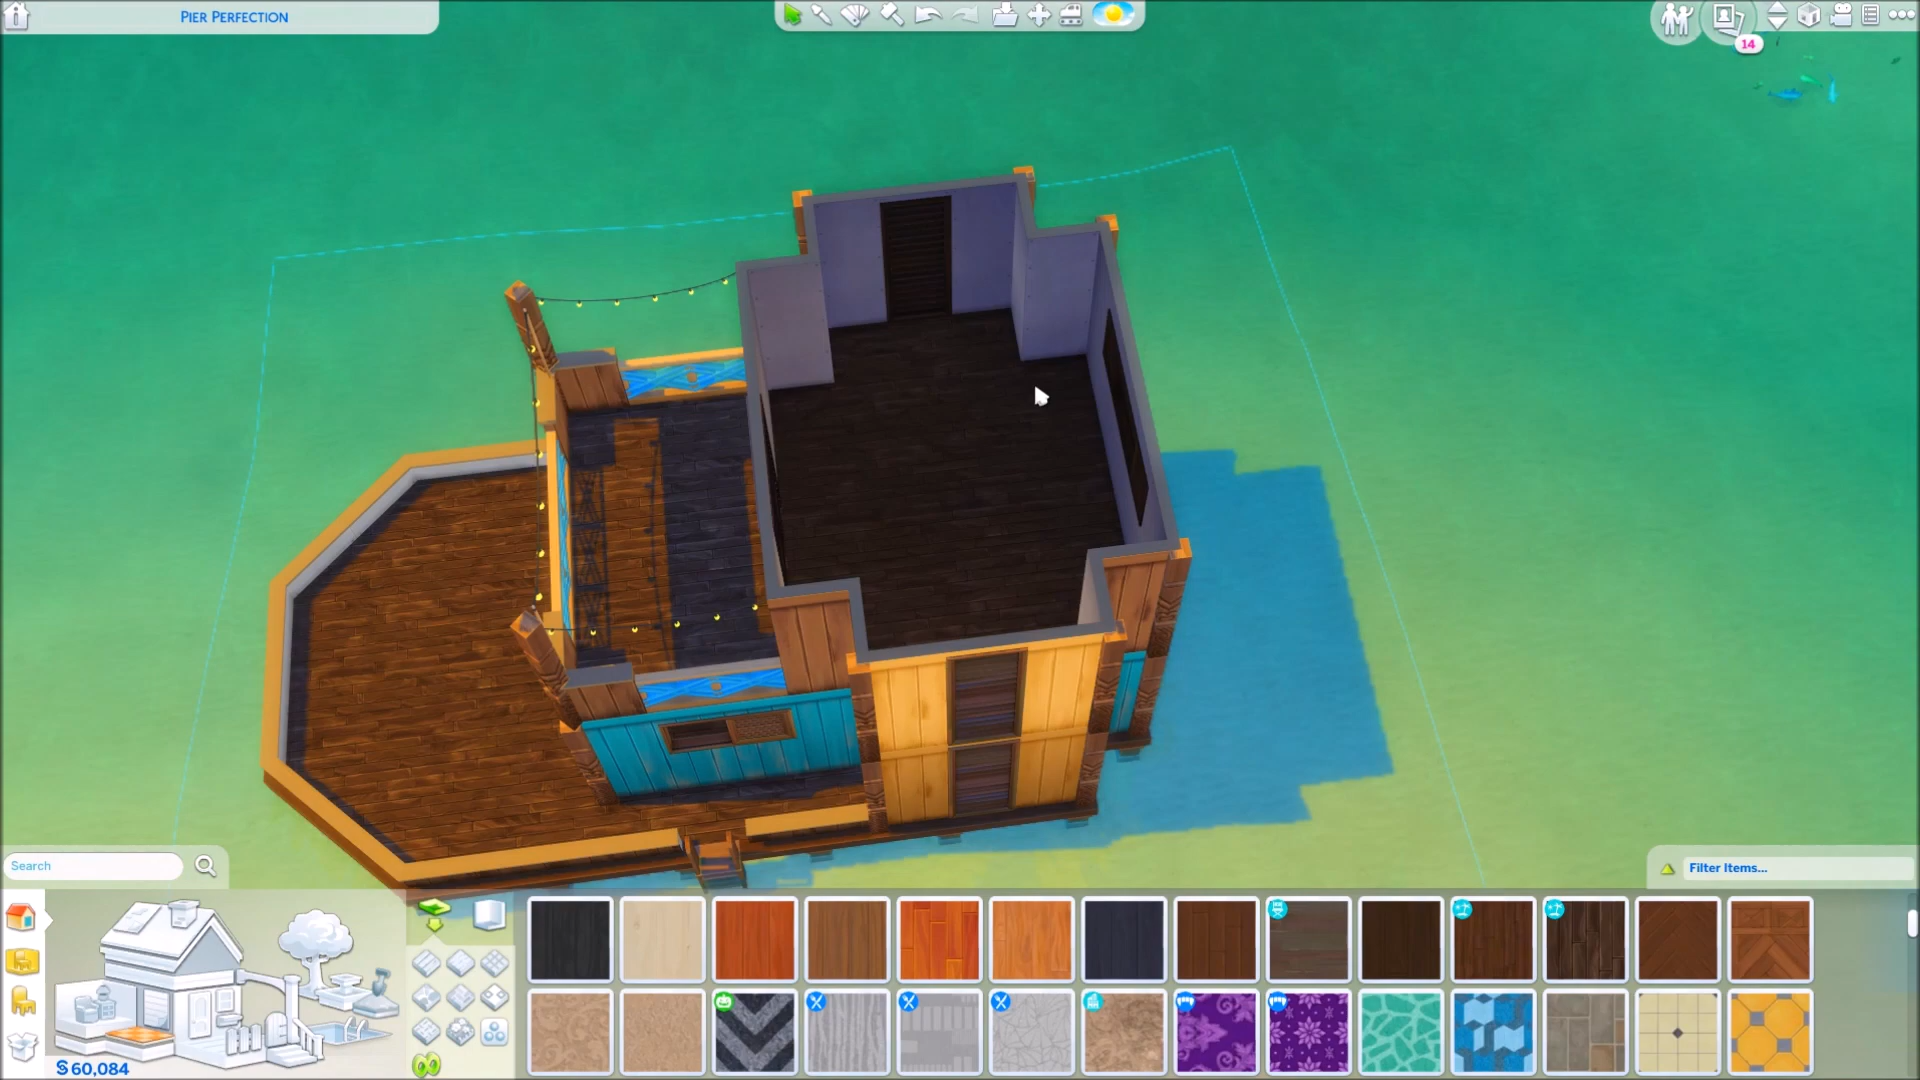 PIER PERFECTION
14
Search
Filter Items...
§60,084